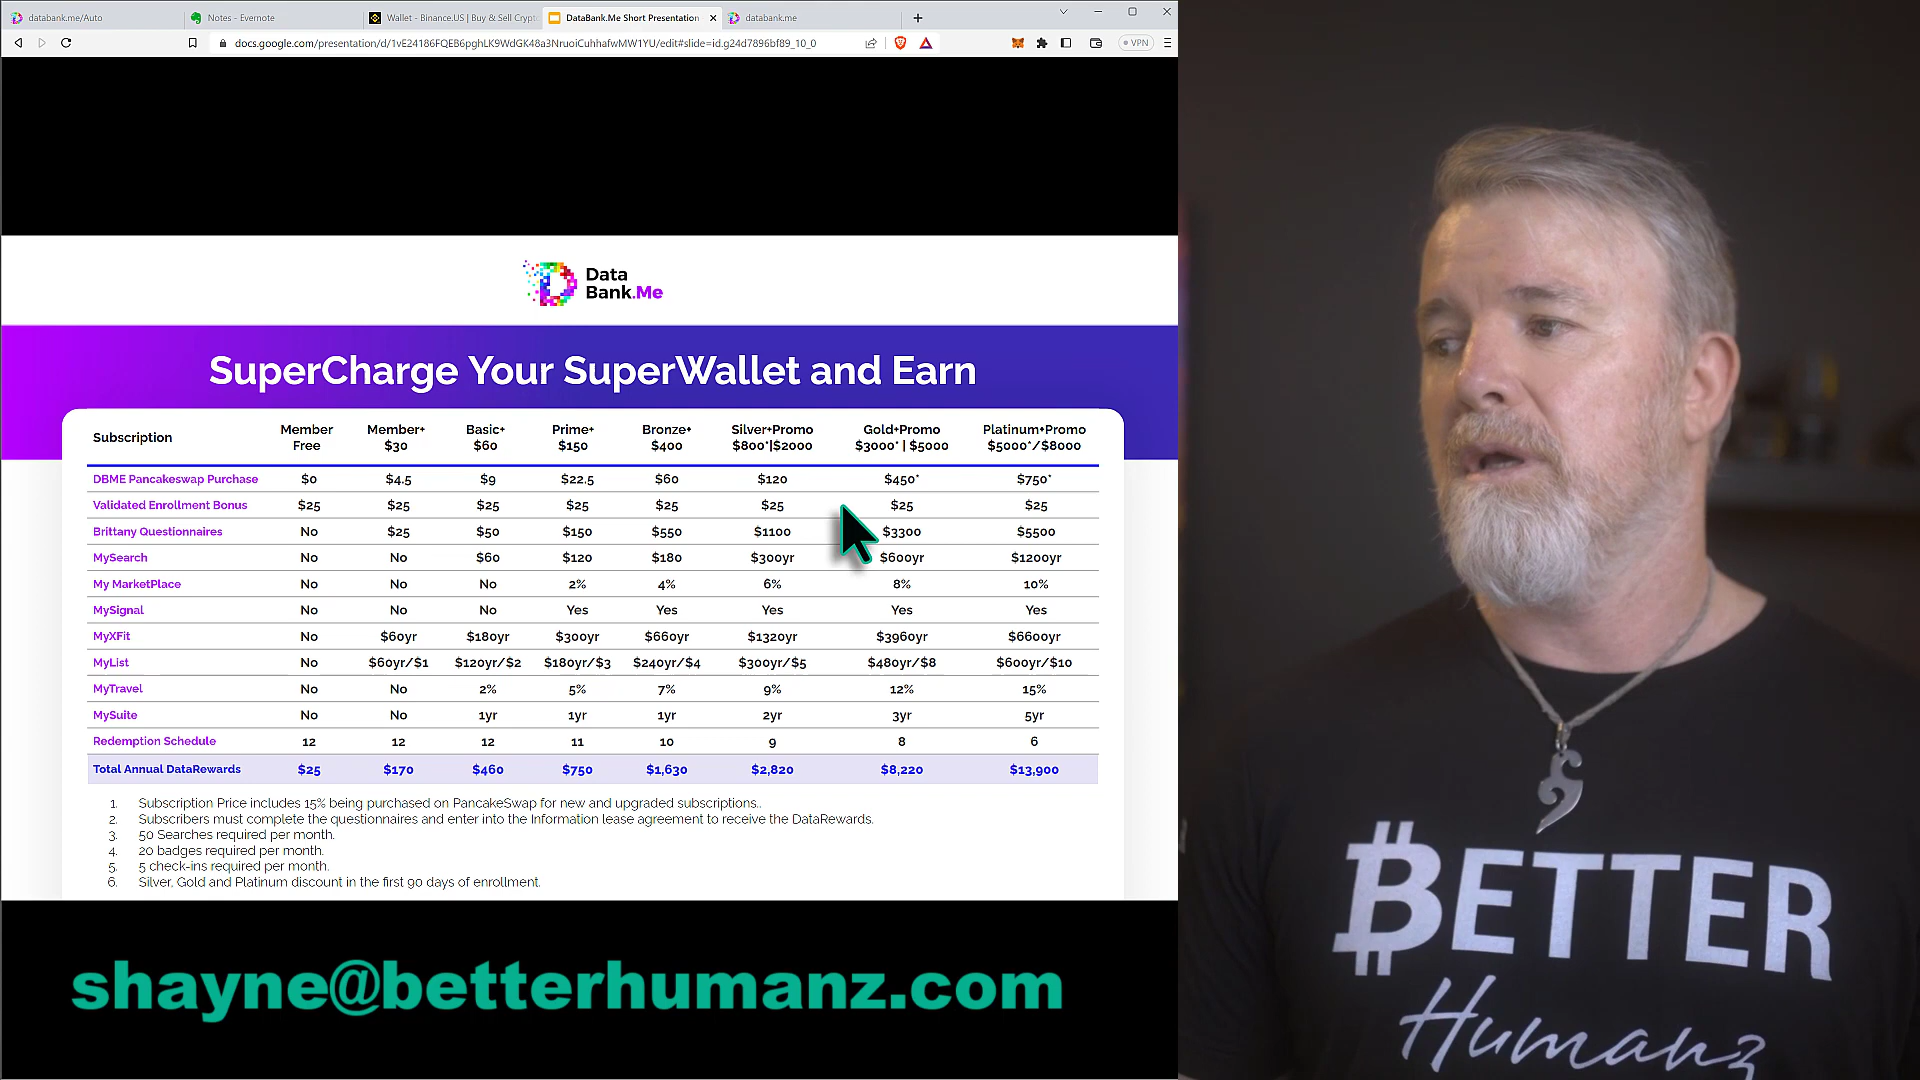 databank.me/Auto
Notes - Evernote
Wallet - Binance.US | Buy & Sell Crypt
DataBank.Me Short Presentation
databank.me
docs.google.com/presentation/d/1vE24186FQEB6pghLK9WdGK48a3NruoiCuhhafwMW1YU/edit#slide=id.g24d7896bf89_10_0
VPN
Data
Bank.Me
SuperCharge Your SuperWallet and Earn
Subscription Member Free Member+ $30 Basic+ $60 Prime+ $150 Bronze+ $400 Silver+Promo $800*|$2000 Gold+Promo $3000* | $5000 Platinum+Promo $5000*/$8000
DBME Pancakeswap Purchase $0 $4.5 $9 $22.5 $60 $120 $450* $750*
Validated Enrollment Bonus $25 $25 $25 $25 $25 $25 $25 $25
Brittany Questionnaires No $25 $50 $150 $550 $1100 $3300 $5500
MySearch No No $60 $120 $180 $300yr $600yr $1200yr
My MarketPlace No No No 2% 4% 6% 8% 10%
MySignal No No No Yes Yes Yes Yes Yes
MyXFit No $60yr $180yr $300yr $660yr $1320yr $3960yr $6600yr
MyList No $60yr/$1 $120yr/$2 $180yr/$3 $240yr/$4 $300yr/$5 $480yr/$8 $600yr/$10
MyTravel No No 2% 5% 7% 9% 12% 15%
MySuite No No 1yr 1yr 1yr 2yr 3yr 5yr
Redemption Schedule 12 12 12 11 10 9 8 6
Total Annual DataRewards $25 $170 $460 $750 $1,630 $2,820 $8,220 $13,900
1. Subscription Price includes 15% being purchased on PancakeSwap for new and upgraded subscriptions..
2. Subscribers must complete the questionnaires and enter into the Information lease agreement to receive the DataRewards.
3. 50 Searches required per month.
4. 20 badges required per month.
5. 5 check-ins required per month.
6. Silver, Gold and Platinum discount in the first 90 days of enrollment.
shayne@betterhumanz.com
BETTER
Humanz